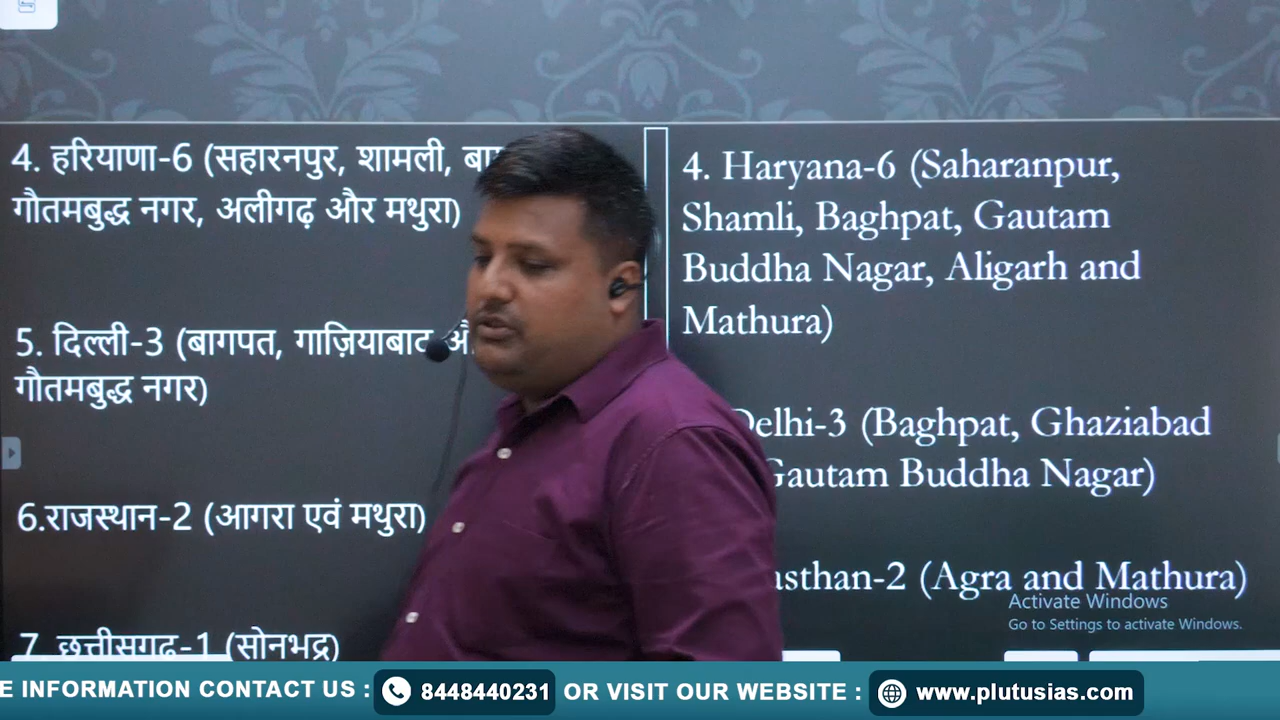 4. हरियाणा-6 (सहारनपुर, शामली,
गौतमबुद्ध नगर, अलीगढ़ और मथुरा)
5. दिल्ली-3 (बागपत, गाज़ियाबाद
गौतमबुद्ध नगर)
6.राजस्थान-2 (आगरा एवं मथुरा)
7. छत्तीसगढ़-1 (सोनभद्र)
4. Haryana-6 (Saharanpur,
Shamli, Baghpat, Gautam
Buddha Nagar, Aligarh and
Mathura)
Delhi-3 (Baghpat, Ghaziabad
Gautam Buddha Nagar)
asthan-2 (Agra and Mathura)
Activate Windows
Go to Settings to activate Windows.
E INFORMATION CONTACT US : 8448440231 OR VISIT OUR WEBSITE : www.plutusias.com